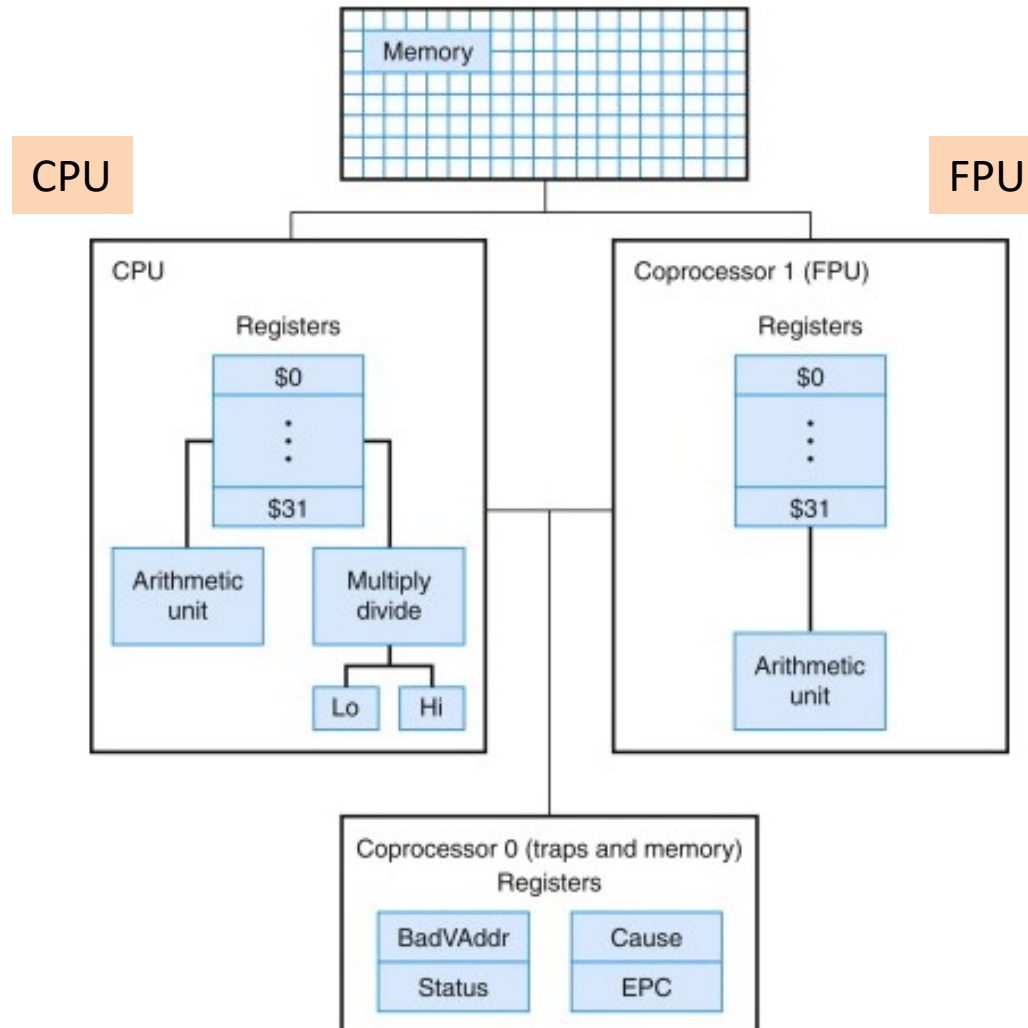 Memory
CPU
FPU
CPU
Registers
$0
$31
Arithmetic
unit
Multiply
divide
Lo
Hi
Coprocessor 1 (FPU)
Registers
$0
$31
Arithmetic
unit
Coprocessor 0 (traps and memory)
Registers
BadVAddr
Cause
Status
EPC